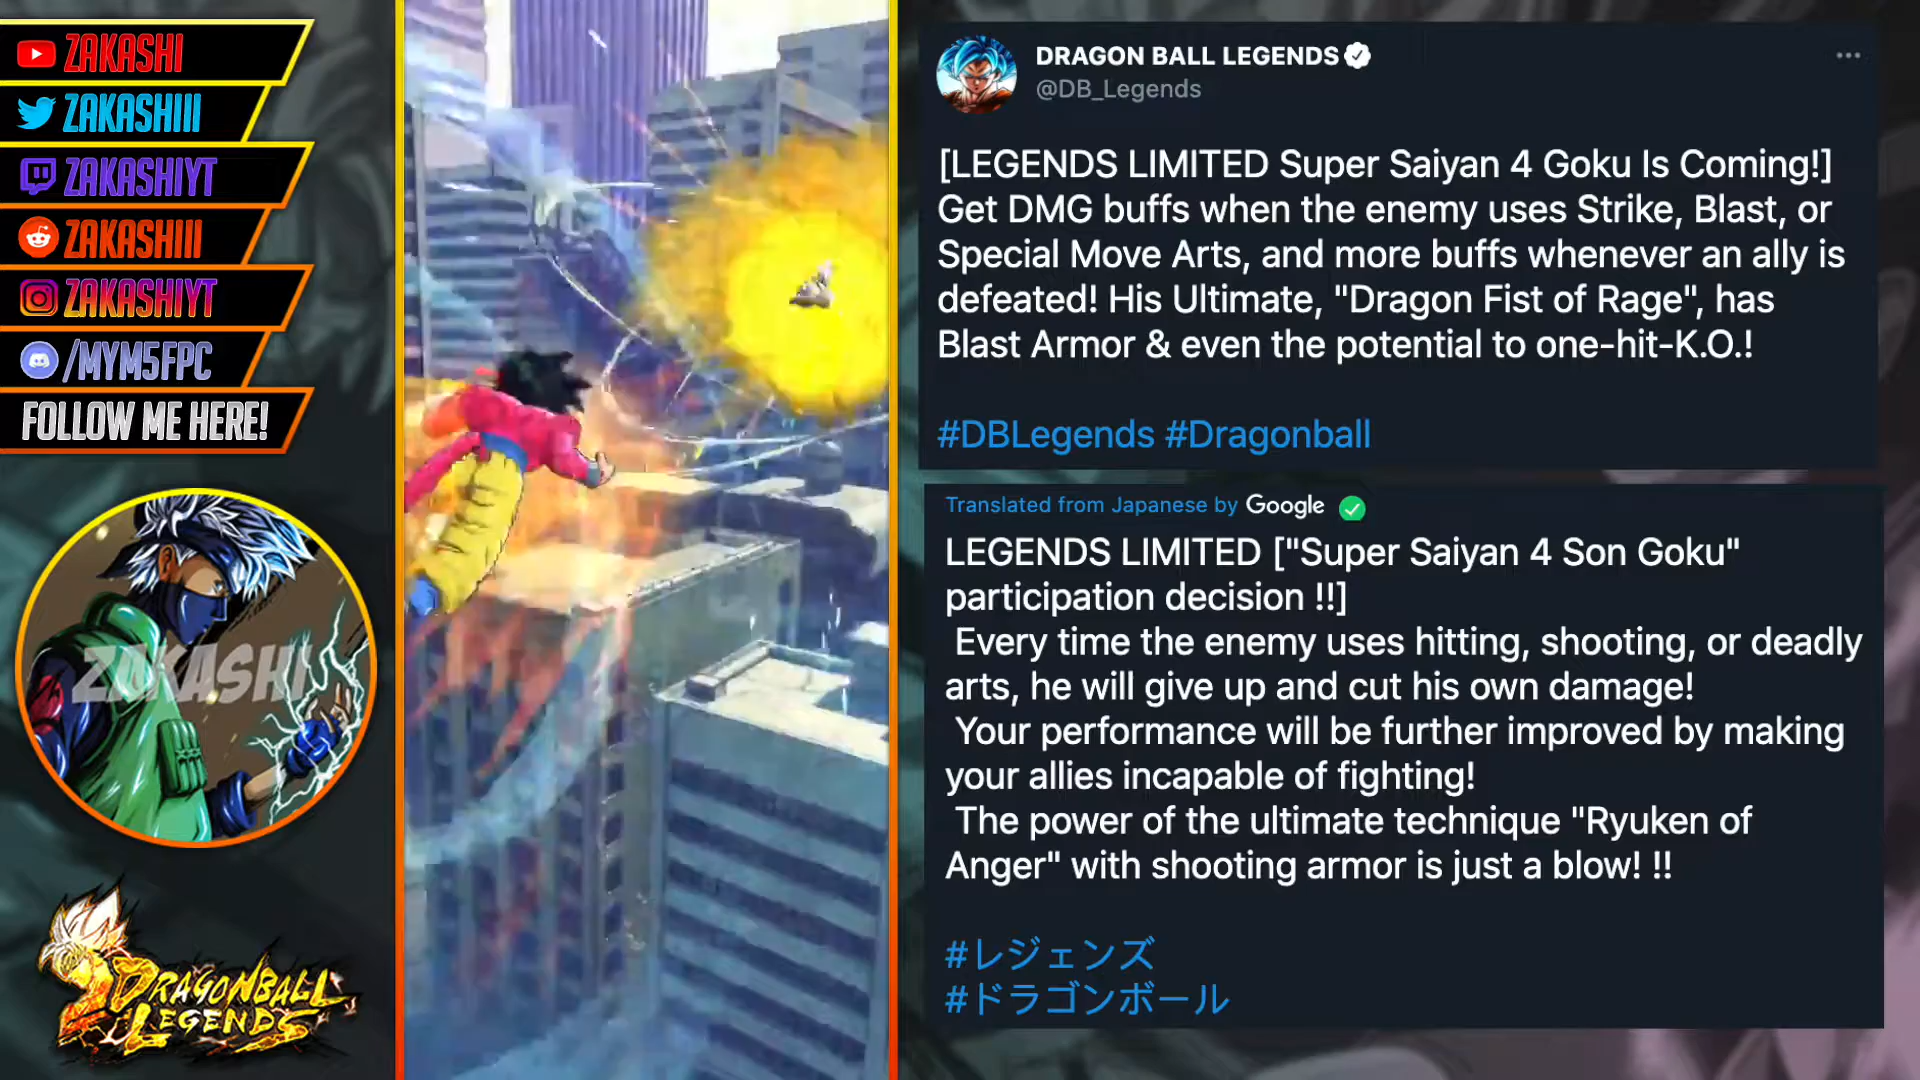 ZAKASHI
ZAKASHIII
ZAKASHIYT
ZAKASHIII
ZAKASHIYT
/MYM5FPC
FOLLOW ME HERE!
ZAKASHI
DRAGONBALL
LEGENDS
DRAGON BALL LEGENDS
@DB_Legends
[LEGENDS LIMITED Super Saiyan 4 Goku Is Coming!]
Get DMG buffs when the enemy uses Strike, Blast, or
Special Move Arts, and more buffs whenever an ally is
defeated! His Ultimate, "Dragon Fist of Rage", has
Blast Armor & even the potential to one-hit-K.O.!
#DBLegends #Dragonball
Translated from Japanese by Google
LEGENDS LIMITED ["Super Saiyan 4 Son Goku"
participation decision !!]
Every time the enemy uses hitting, shooting, or deadly
arts, he will give up and cut his own damage!
Your performance will be further improved by making
your allies incapable of fighting!
The power of the ultimate technique "Ryuken of
Anger" with shooting armor is just a blow! !!
#レジェンズ
#ドラゴンボール